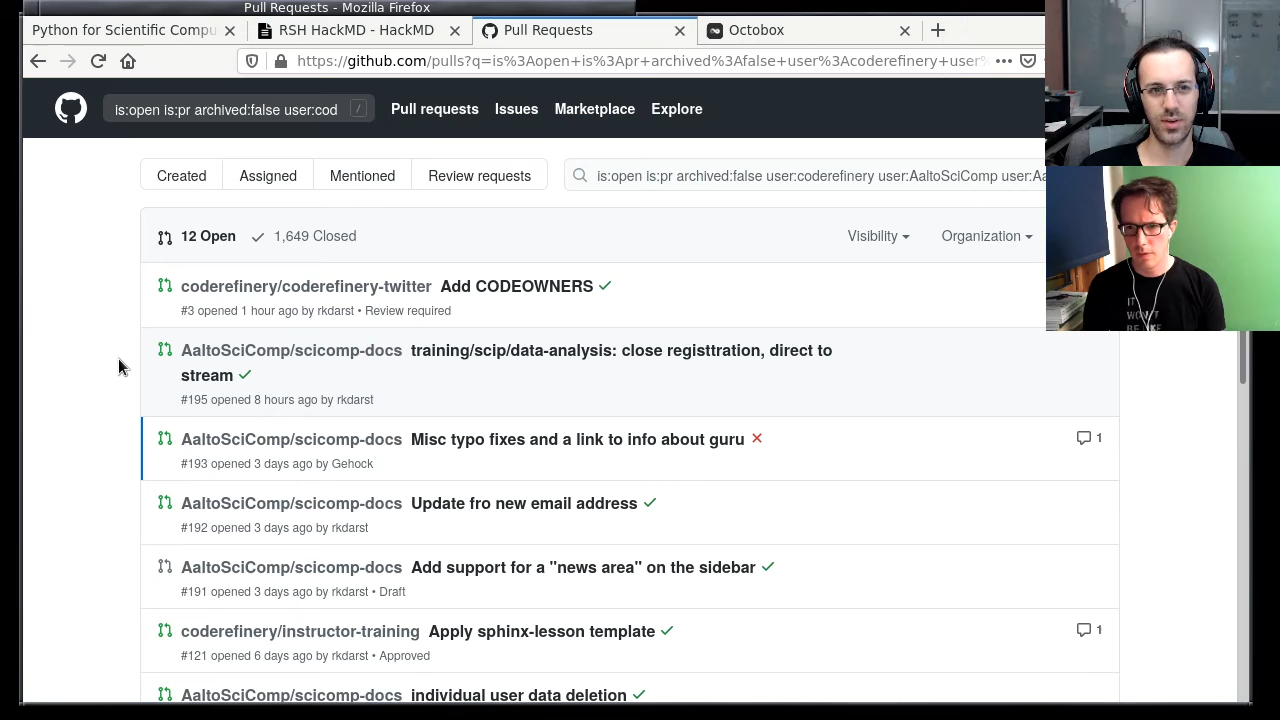 Pull Requests - Mozilla Firefox
Python for Scientific Compu
RSH HackMD - HackMD
Pull Requests
Octobox
https://github.com/pulls?q=is%3Aopen+is%3Apr+archived%3Afalse+user%3Acoderefinery+user%
is:open is:pr archived:false user:cod /
Pull requests Issues Marketplace Explore
Created Assigned Mentioned Review requests
is:open is:pr archived:false user:coderefinery user:AaltoSciComp user:Aa
12 Open 1,649 Closed Visibility Organization
coderefinery/coderefinery-twitter Add CODEOWNERS
#3 opened 1 hour ago by rkdarst • Review required
AaltoSciComp/scicomp-docs training/scip/data-analysis: close registtration, direct to
stream
#195 opened 8 hours ago by rkdarst
AaltoSciComp/scicomp-docs Misc typo fixes and a link to info about guru 1
#193 opened 3 days ago by Gehock
AaltoSciComp/scicomp-docs Update fro new email address
#192 opened 3 days ago by rkdarst
AaltoSciComp/scicomp-docs Add support for a "news area" on the sidebar
#191 opened 3 days ago by rkdarst • Draft
coderefinery/instructor-training Apply sphinx-lesson template 1
#121 opened 6 days ago by rkdarst • Approved
AaltoSciComp/scicomp-docs individual user data deletion
IT
WON'T
BE